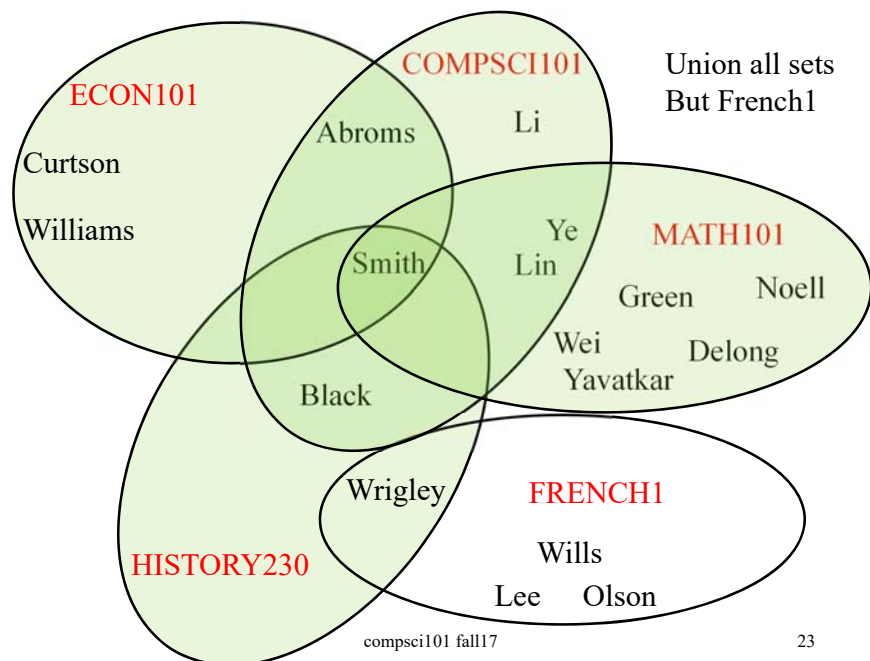 COMPSCI101
Union all sets
But French1
ECON101
Abroms
Li
Curtson
Williams
Ye
MATH101
Smith
Lin
Green
Noell
Wei
Delong
Yavatkar
Black
Wrigley
FRENCH1
HISTORY230
Wills
Lee
Olson
compsci101 fall17
23